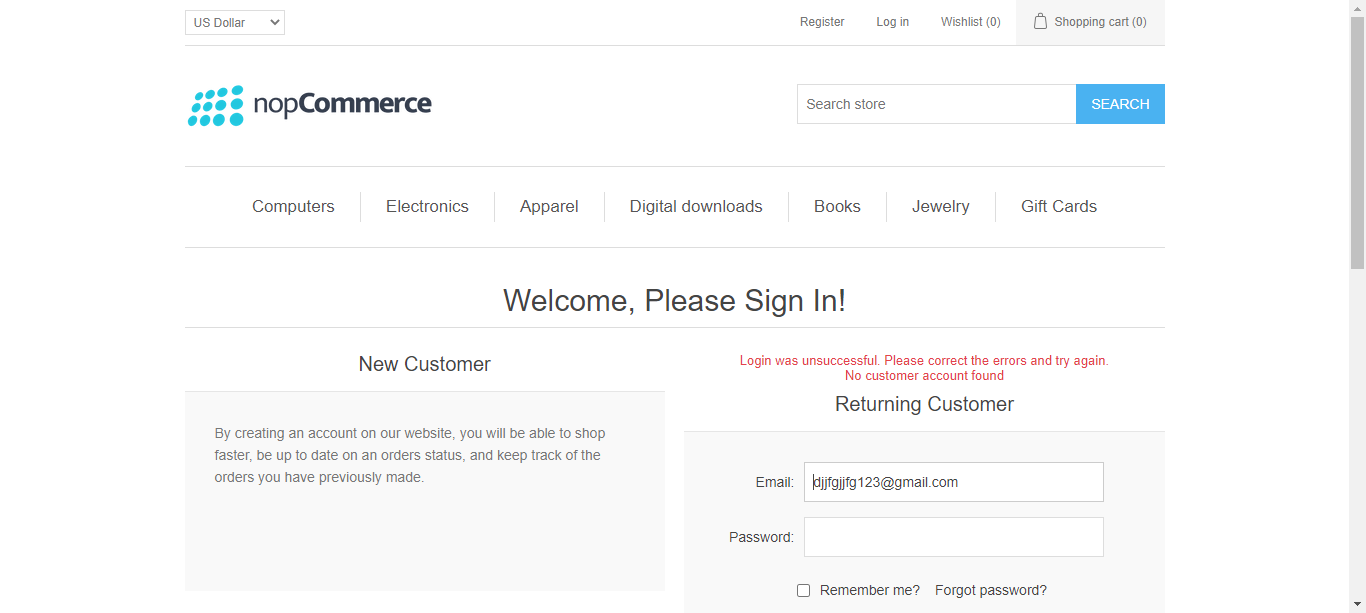 US Dollar
Register
Log in
Wishlist (0)
Shopping cart (0)
nopCommerce
Search store
SEARCH
Computers
Electronics
Apparel
Digital downloads
Books
Jewelry
Gift Cards
Welcome, Please Sign In!
New Customer
By creating an account on our website, you will be able to shop
faster, be up to date on an orders status, and keep track of the
orders you have previously made.
Login was unsuccessful. Please correct the errors and try again.
No customer account found
Returning Customer
Email: djjfgjjfg123@gmail.com
Password:
Remember me? Forgot password?